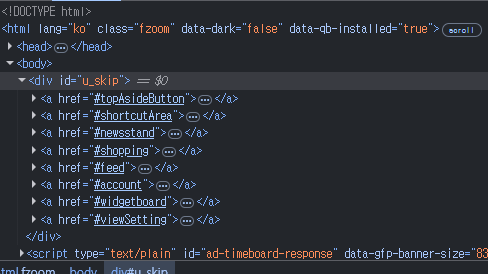 <!DOCTYPE html>
<html lang="ko" class="fzoom" data-dark="false" data-qb-installed="true"> scroll
<head> … </head>
<body>
<div id="u_skip"> == $0
<a href="#topAsideButton"> … </a>
<a href="#shortcutArea"> … </a>
<a href="#newsstand"> … </a>
<a href="#shopping"> … </a>
<a href="#feed"> … </a>
<a href="#account"> … </a>
<a href="#widgetboard"> … </a>
<a href="#viewSetting"> … </a>
</div>
<script type="text/plain" id="ad-timeboard-response" data-gfp-banner-size="83
tml.fzoom body div#u_skip